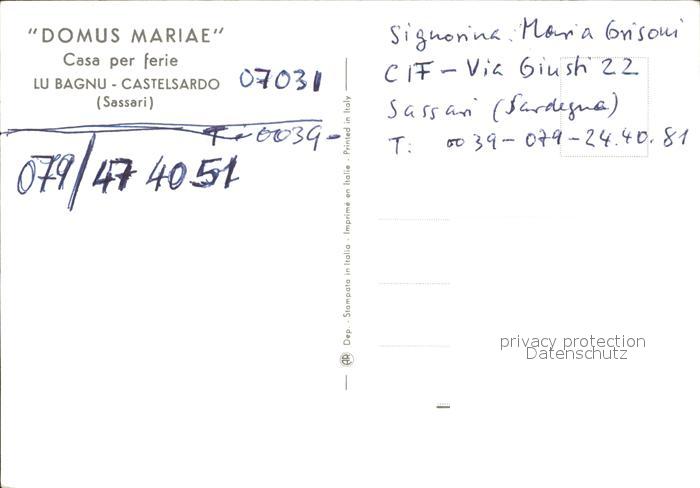 "DOMUS MARIAE"
Casa per ferie
LU BAGNU - CASTELSARDO 07031
(Sassari)
T. 0039-
079/47 40 51
Dep. - Stampata in Italia - Imprimé en Italie - Printed in Italy
Signorina Maria Grisoni
CIF - Via Giusti 22
Sassari (Sardegna)
T: 0039-079-24.40.81
privacy protection
Datenschutz